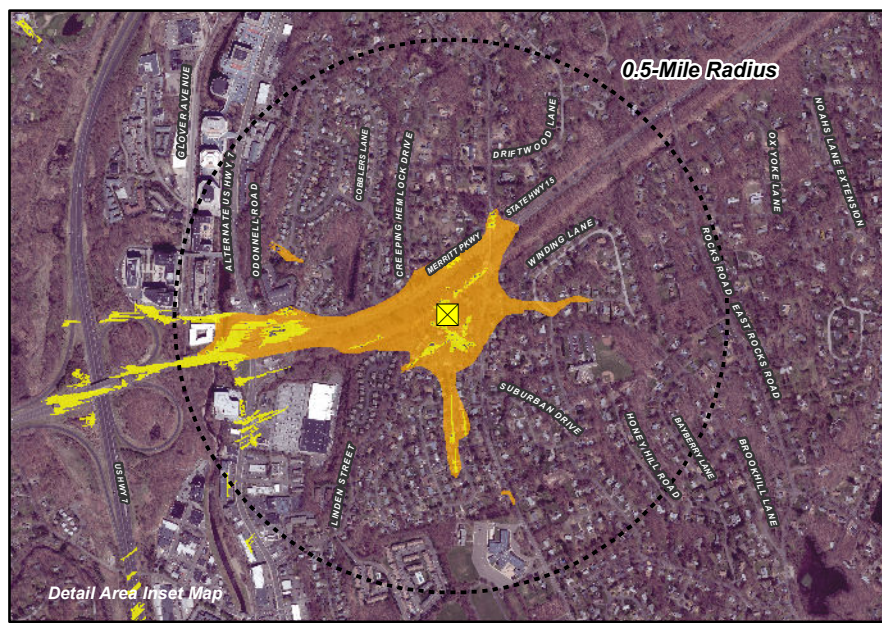 0.5-Mile Radius
GLOVER AVENUE
ALTERNATE US HWY 7
ODONNELL ROAD
COBBLERS LANE
CREEPING HEMLOCK DRIVE
DRIFTWOOD LANE
MERRITT PKWY
STATE HWY 15
WINDING LANE
OX YOKE LANE
NOAHS LANE EXTENSION
ROCKS ROAD
EAST ROCKS ROAD
SUBURBAN DRIVE
HONEY HILL ROAD
BAYBERRY LANE
BROOKHILL LANE
LINDEN STREET
US HWY 7
Detail Area Inset Map